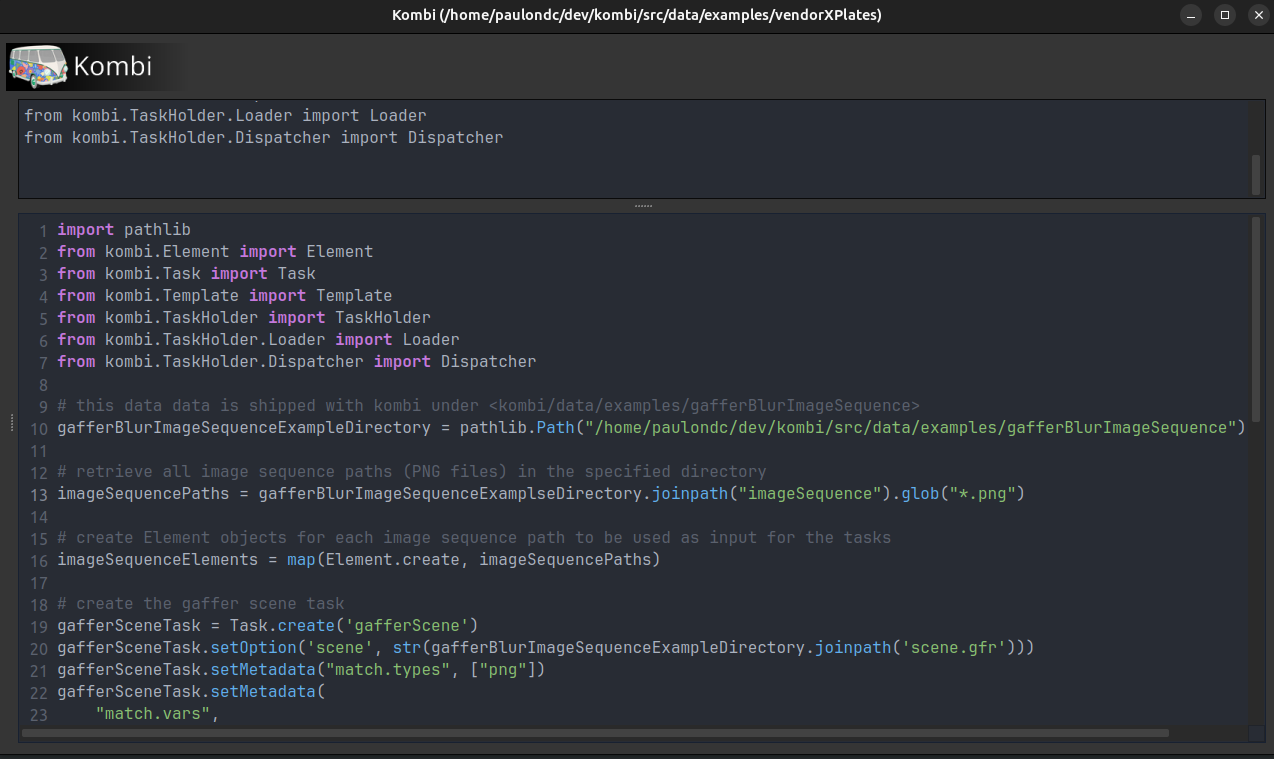 Kombi (/home/paulondc/dev/kombi/src/data/examples/vendorXPlates)
Kombi
from kombi.TaskHolder.Loader import Loader
from kombi.TaskHolder.Dispatcher import Dispatcher
1 import pathlib
2 from kombi.Element import Element
3 from kombi.Task import Task
4 from kombi.Template import Template
5 from kombi.TaskHolder import TaskHolder
6 from kombi.TaskHolder.Loader import Loader
7 from kombi.TaskHolder.Dispatcher import Dispatcher
8
9 # this data data is shipped with kombi under <kombi/data/examples/gafferBlurImageSequence>
10 gafferBlurImageSequenceExampleDirectory = pathlib.Path("/home/paulondc/dev/kombi/src/data/examples/gafferBlurImageSequence")
11
12 # retrieve all image sequence paths (PNG files) in the specified directory
13 imageSequencePaths = gafferBlurImageSequenceExamplseDirectory.joinpath("imageSequence").glob("*.png")
14
15 # create Element objects for each image sequence path to be used as input for the tasks
16 imageSequenceElements = map(Element.create, imageSequencePaths)
17
18 # create the gaffer scene task
19 gafferSceneTask = Task.create('gafferScene')
20 gafferSceneTask.setOption('scene', str(gafferBlurImageSequenceExampleDirectory.joinpath('scene.gfr')))
21 gafferSceneTask.setMetadata("match.types", ["png"])
22 gafferSceneTask.setMetadata(
23 "match.vars",